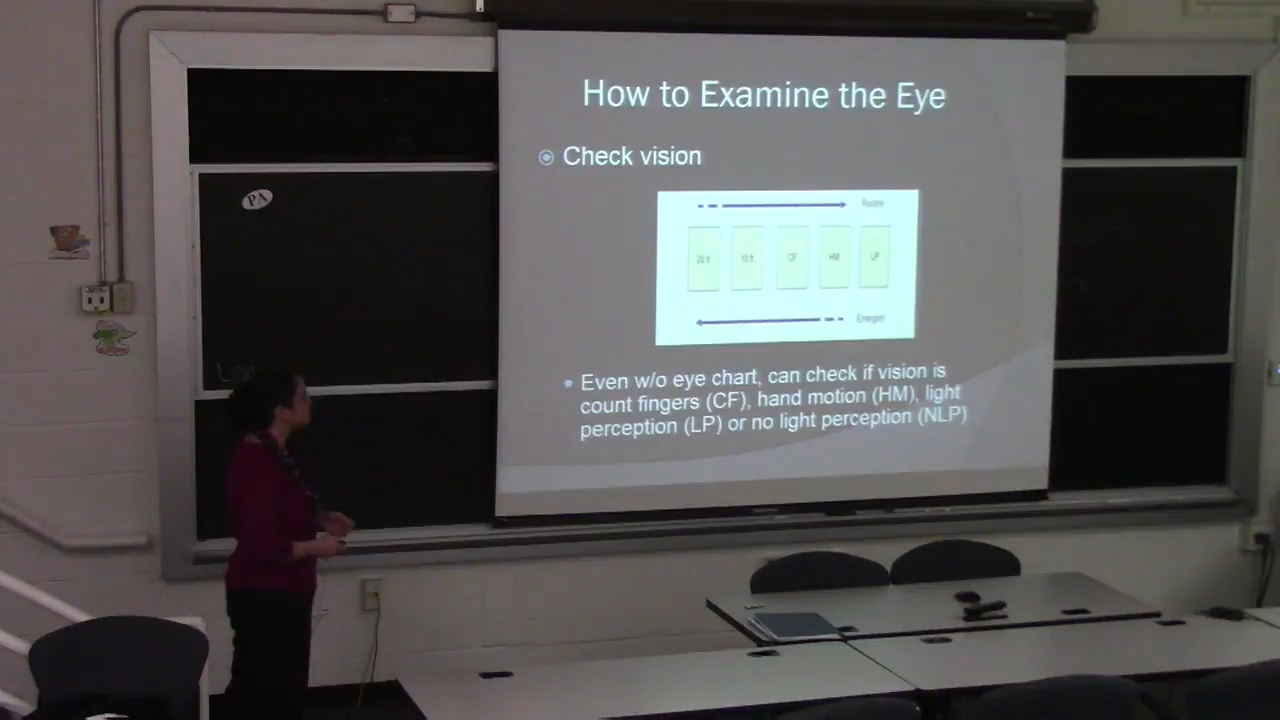 How to Examine the Eye
Check vision
Routine
20 ft 10 ft CF HM LP
Emergent
Even w/o eye chart, can check if vision is
count fingers (CF), hand motion (HM), light
perception (LP) or no light perception (NLP)
PA